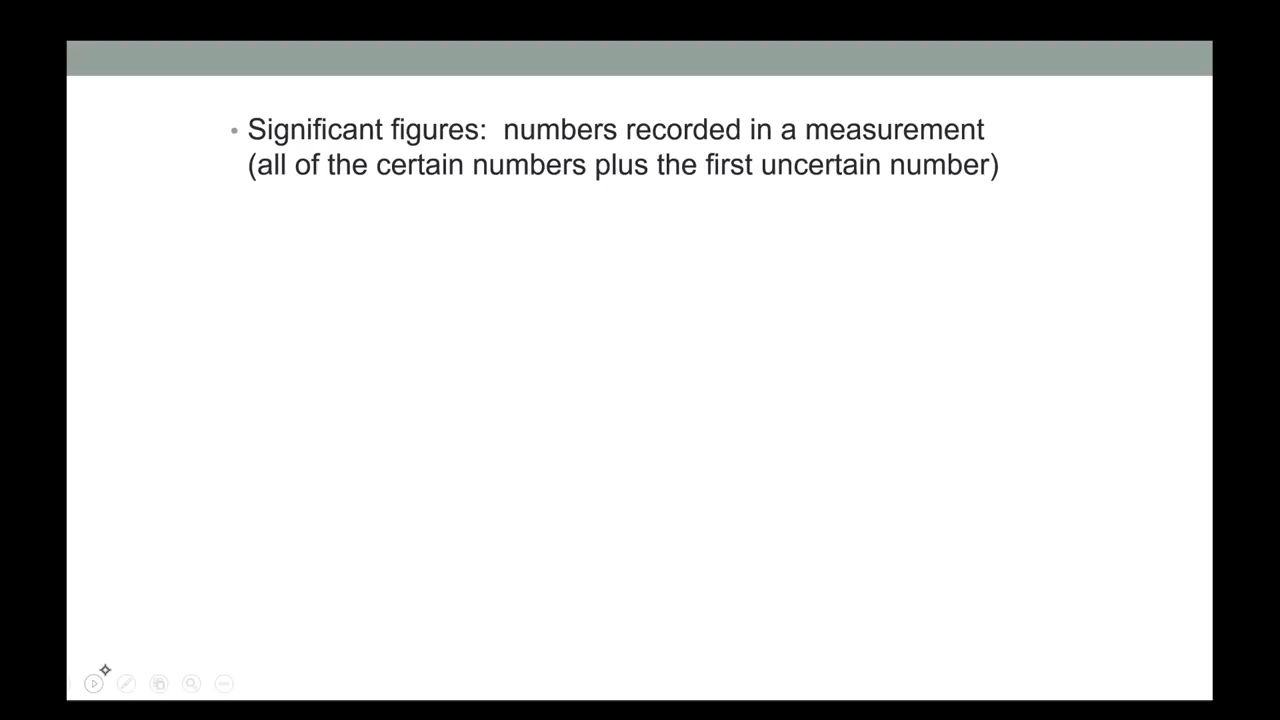 • Significant figures:  numbers recorded in a measurement
(all of the certain numbers plus the first uncertain number)